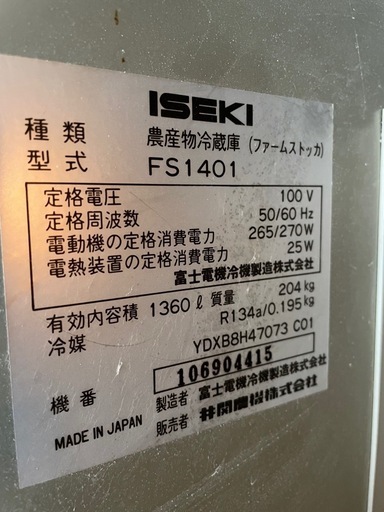 ISEKI
種類 農産物冷蔵庫 (ファームストッカ)
型式 FS1401
定格電圧 100 V
定格周波数 50/60 Hz
電動機の定格消費電力 265/270W
電熱装置の定格消費電力 25W
富士電機冷機製造株式会社
有効内容積 1360ℓ 質量 204kg
冷媒 R134a/0.195kg
YDXB8H47073 C01
機番 106904415
製造者 富士電機冷機製造株式会社
MADE IN JAPAN 販売者 井関農機株式会社